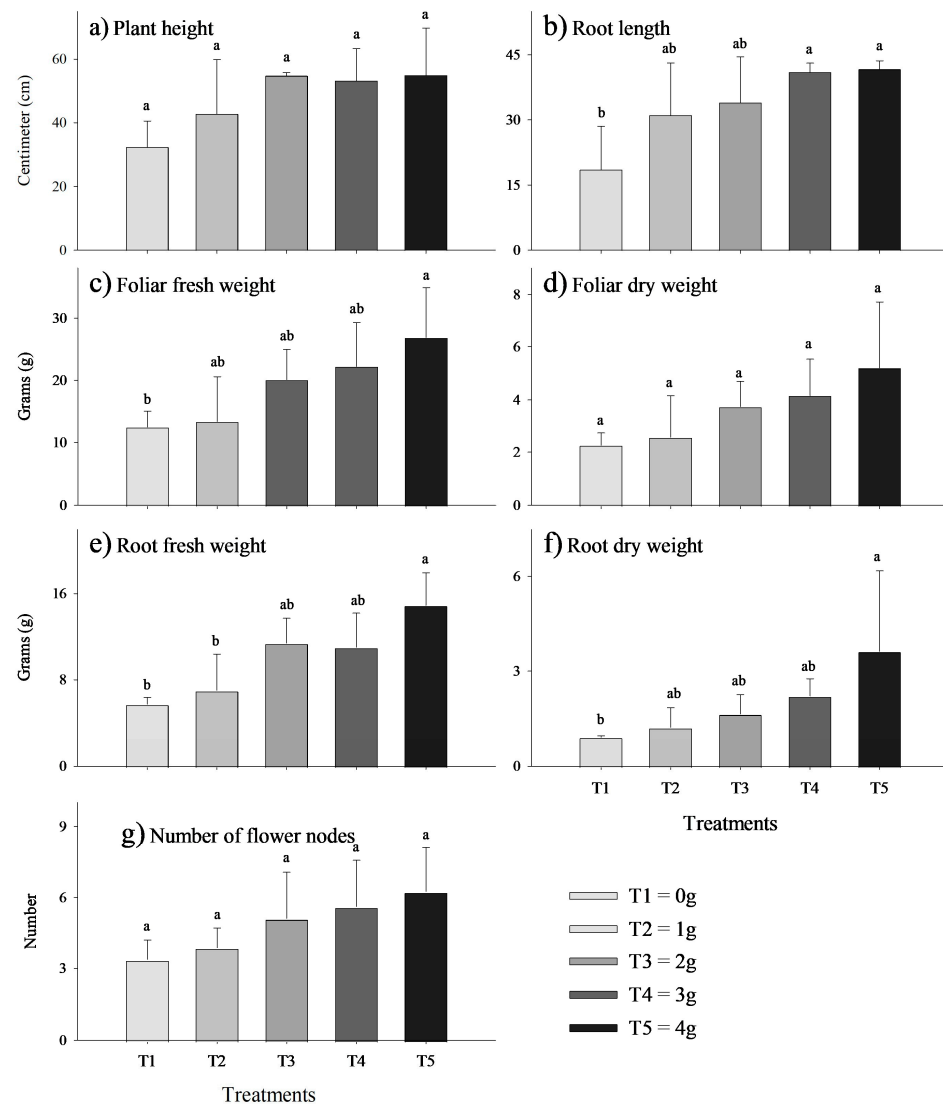 a) Plant height
a
a
a
a
a
Centimeter (cm)
60
40
20
0
b) Root length
b
ab
ab
a
a
45
30
15
0
c) Foliar fresh weight
b
ab
ab
ab
a
Grams (g)
30
20
10
0
d) Foliar dry weight
a
a
a
a
a
8
6
4
2
0
e) Root fresh weight
b
b
ab
ab
a
Grams (g)
16
8
0
f) Root dry weight
b
ab
ab
ab
a
6
3
0
T1 T2 T3 T4 T5
Treatments
g) Number of flower nodes
a
a
a
a
a
Number
9
6
3
0
T1 T2 T3 T4 T5
Treatments
T1 = 0g
T2 = 1g
T3 = 2g
T4 = 3g
T5 = 4g